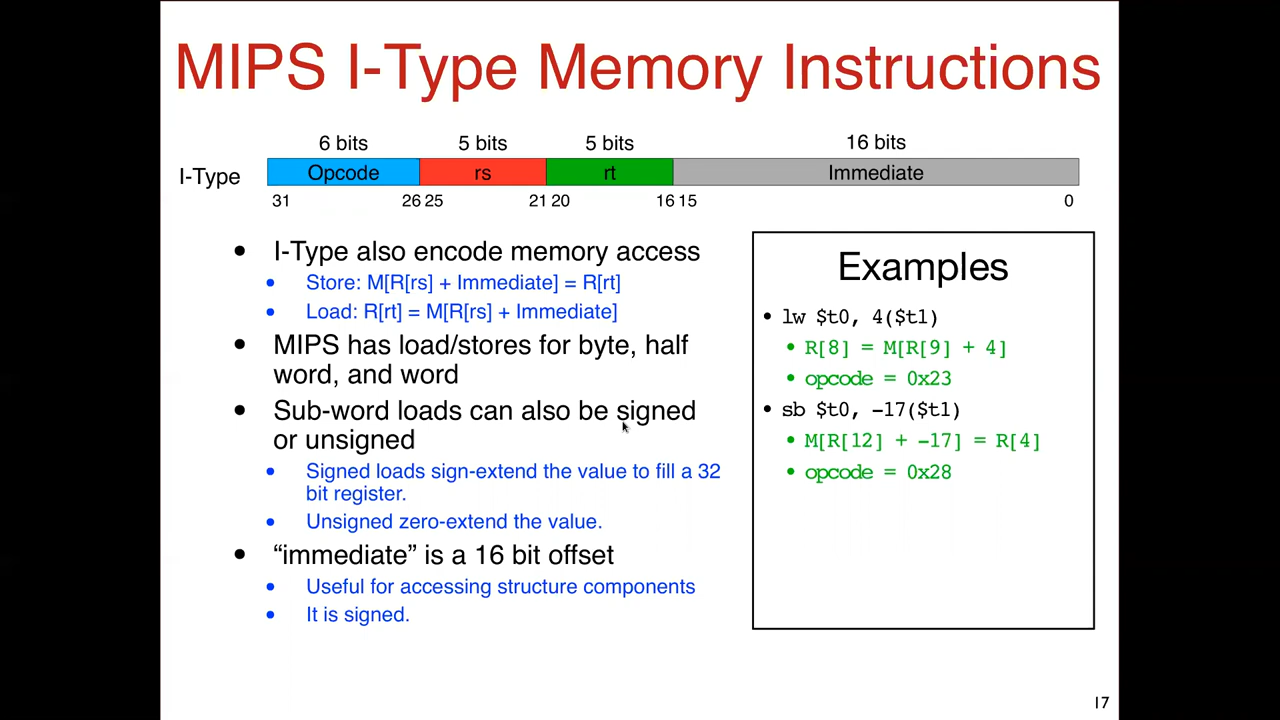 MIPS I-Type Memory Instructions
6 bits 5 bits 5 bits 16 bits
I-Type Opcode rs rt Immediate
31 26 25 21 20 16 15 0
• I-Type also encode memory access
• Store: M[R[rs] + Immediate] = R[rt]
• Load: R[rt] = M[R[rs] + Immediate]
• MIPS has load/stores for byte, half
word, and word
• Sub-word loads can also be signed
or unsigned
• Signed loads sign-extend the value to fill a 32
bit register.
• Unsigned zero-extend the value.
• “immediate” is a 16 bit offset
• Useful for accessing structure components
• It is signed.
Examples
• lw $t0, 4($t1)
• R[8] = M[R[9] + 4]
• opcode = 0x23
• sb $t0, -17($t1)
• M[R[12] + -17] = R[4]
• opcode = 0x28
17